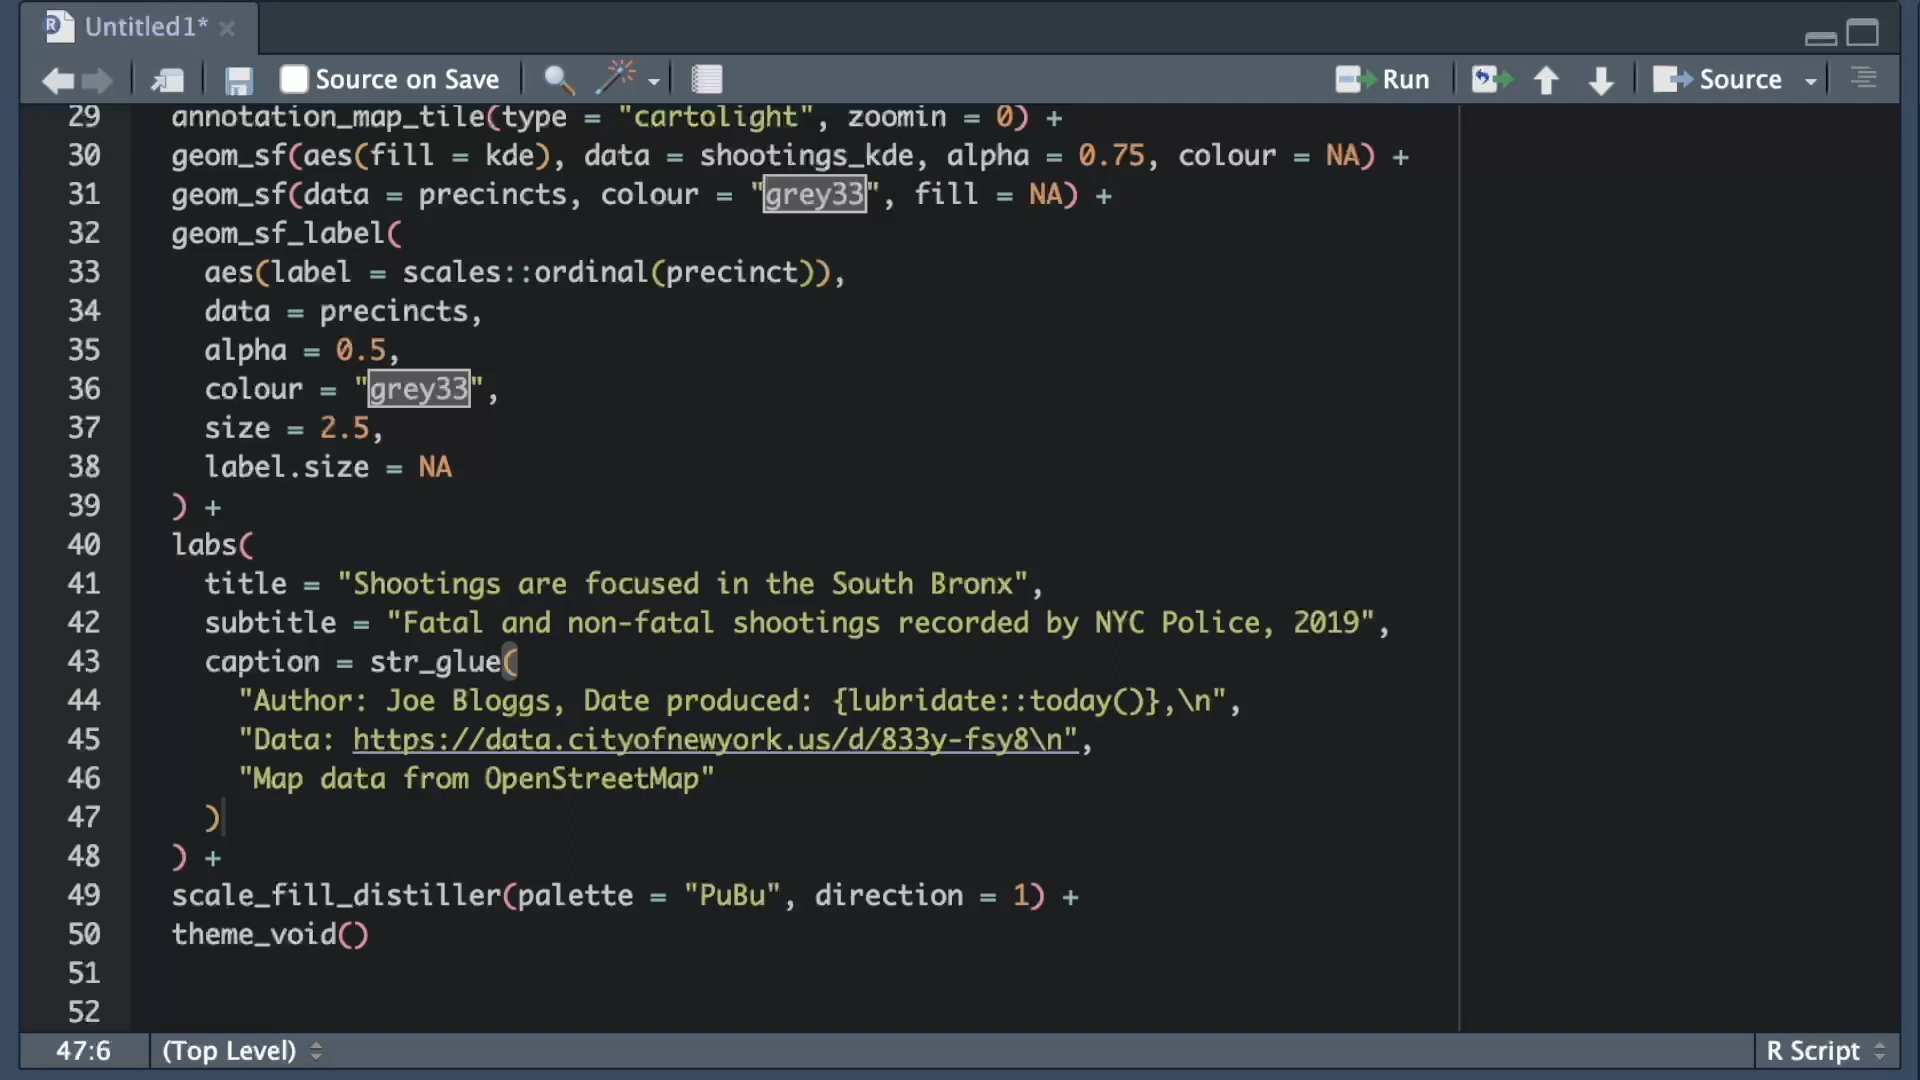 Untitled1*
Source on Save
Run
Source
29 annotation_map_tile(type = "cartolight", zoomin = 0) +
30 geom_sf(aes(fill = kde), data = shootings_kde, alpha = 0.75, colour = NA) +
31 geom_sf(data = precincts, colour = "grey33", fill = NA) +
32 geom_sf_label(
33 aes(label = scales::ordinal(precinct)),
34 data = precincts,
35 alpha = 0.5,
36 colour = "grey33",
37 size = 2.5,
38 label.size = NA
39 ) +
40 labs(
41 title = "Shootings are focused in the South Bronx",
42 subtitle = "Fatal and non-fatal shootings recorded by NYC Police, 2019",
43 caption = str_glue(
44 "Author: Joe Bloggs, Date produced: {lubridate::today()},\n",
45 "Data: https://data.cityofnewyork.us/d/833y-fsy8\n",
46 "Map data from OpenStreetMap"
47 )
48 ) +
49 scale_fill_distiller(palette = "PuBu", direction = 1) +
50 theme_void()
51
52
47:6 (Top Level) R Script